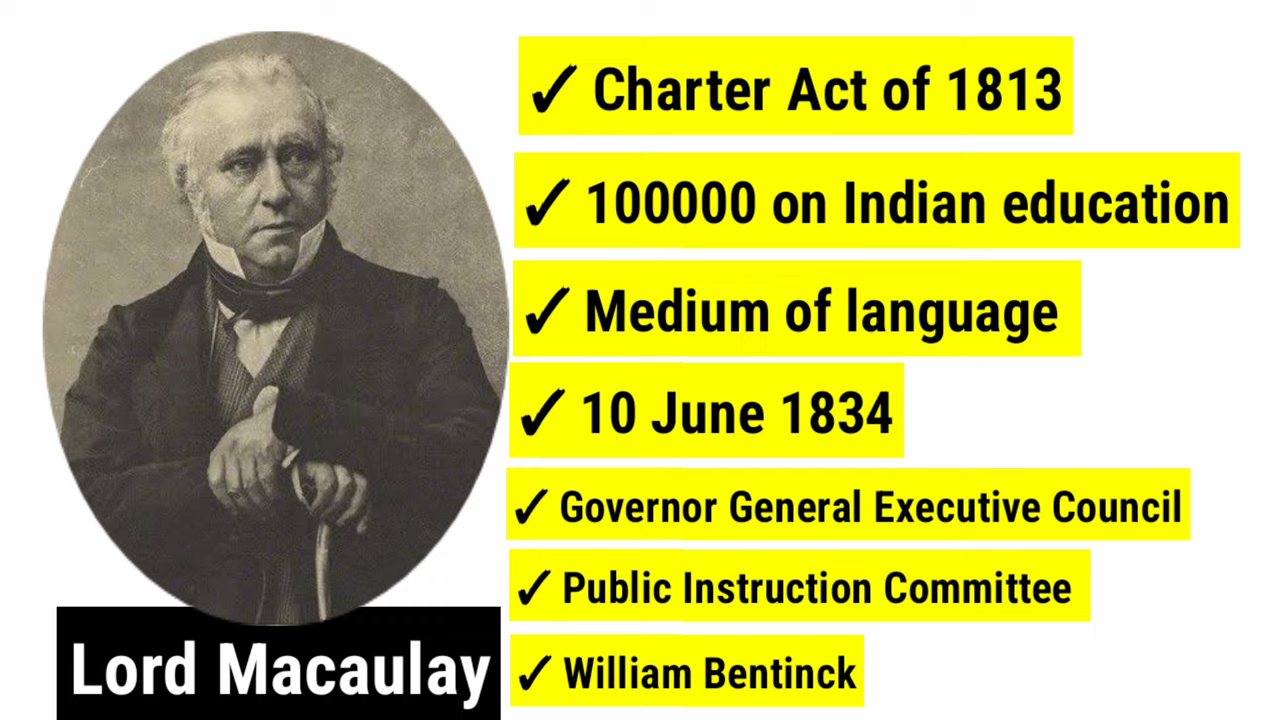 ✓ Charter Act of 1813
✓ 100000 on Indian education
✓ Medium of language
✓ 10 June 1834
✓ Governor General Executive Council
✓ Public Instruction Committee
✓ William Bentinck
Lord Macaulay